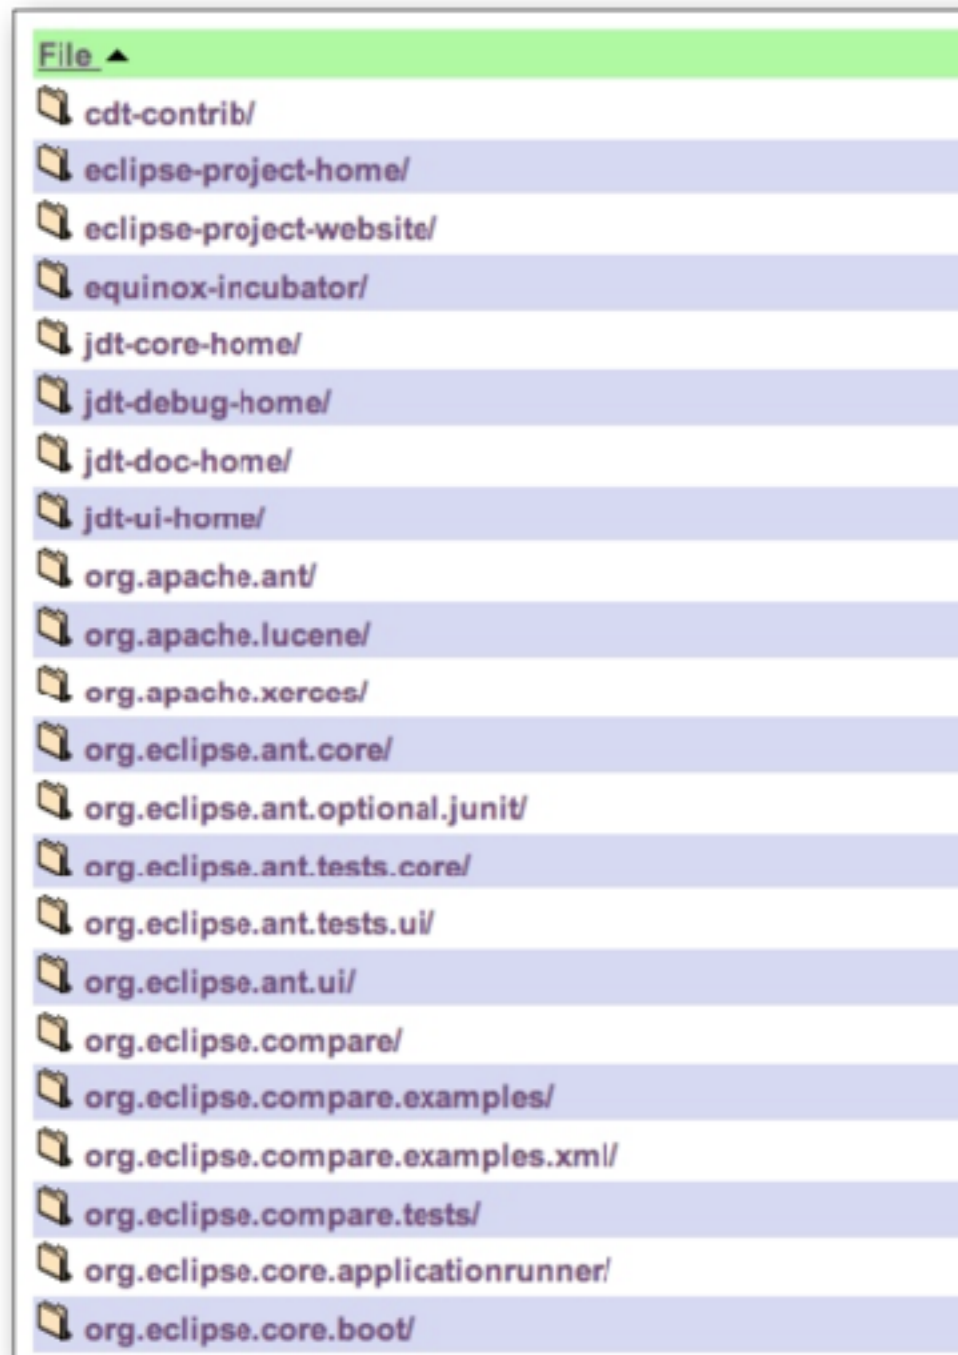 File
cdt-contrib/
eclipse-project-home/
eclipse-project-website/
equinox-incubator/
jdt-core-home/
jdt-debug-home/
jdt-doc-home/
jdt-ui-home/
org.apache.ant/
org.apache.lucene/
org.apache.xerces/
org.eclipse.ant.core/
org.eclipse.ant.optional.junit/
org.eclipse.ant.tests.core/
org.eclipse.ant.tests.ui/
org.eclipse.ant.ui/
org.eclipse.compare/
org.eclipse.compare.examples/
org.eclipse.compare.examples.xml/
org.eclipse.compare.tests/
org.eclipse.core.applicationrunner/
org.eclipse.core.boot/